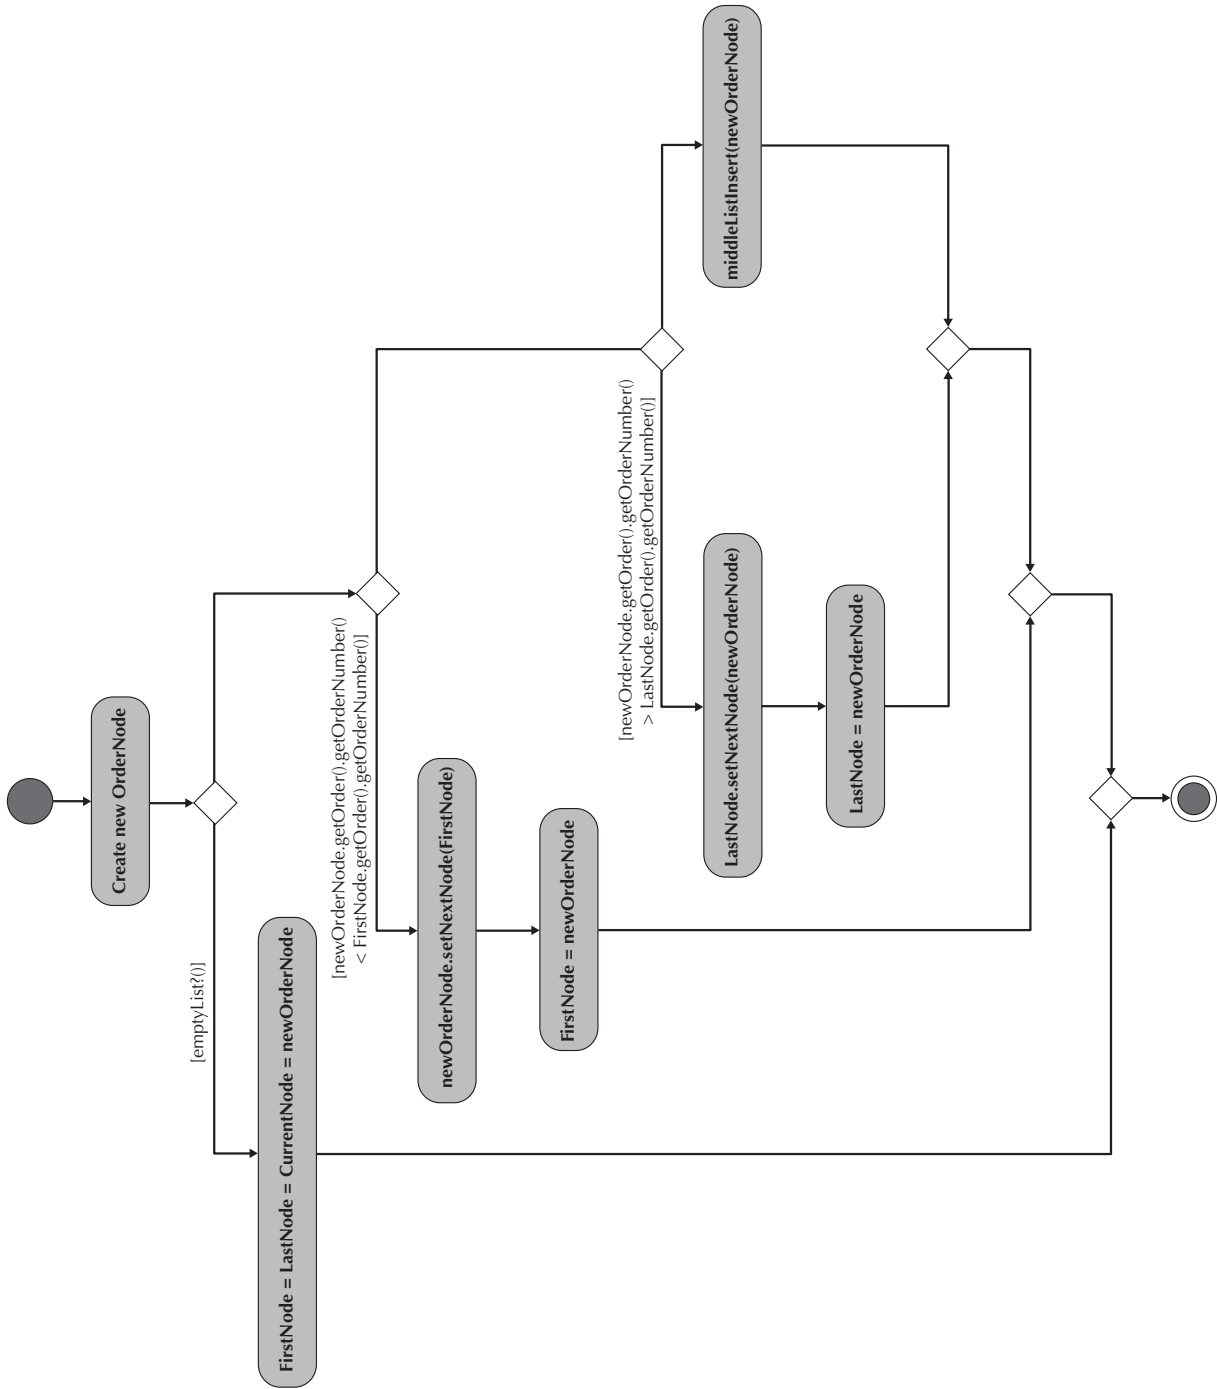 Create new OrderNode
[emptyList?()]
FirstNode = LastNode = CurrentNode = newOrderNode
[newOrderNode.getOrder().getOrderNumber()
< FirstNode.getOrder().getOrderNumber()]
newOrderNode.setNextNode(FirstNode)
FirstNode = newOrderNode
[newOrderNode.getOrder().getOrderNumber()
> LastNode.getOrder().getOrderNumber()]
LastNode.setNextNode(newOrderNode)
LastNode = newOrderNode
middleListInsert(newOrderNode)